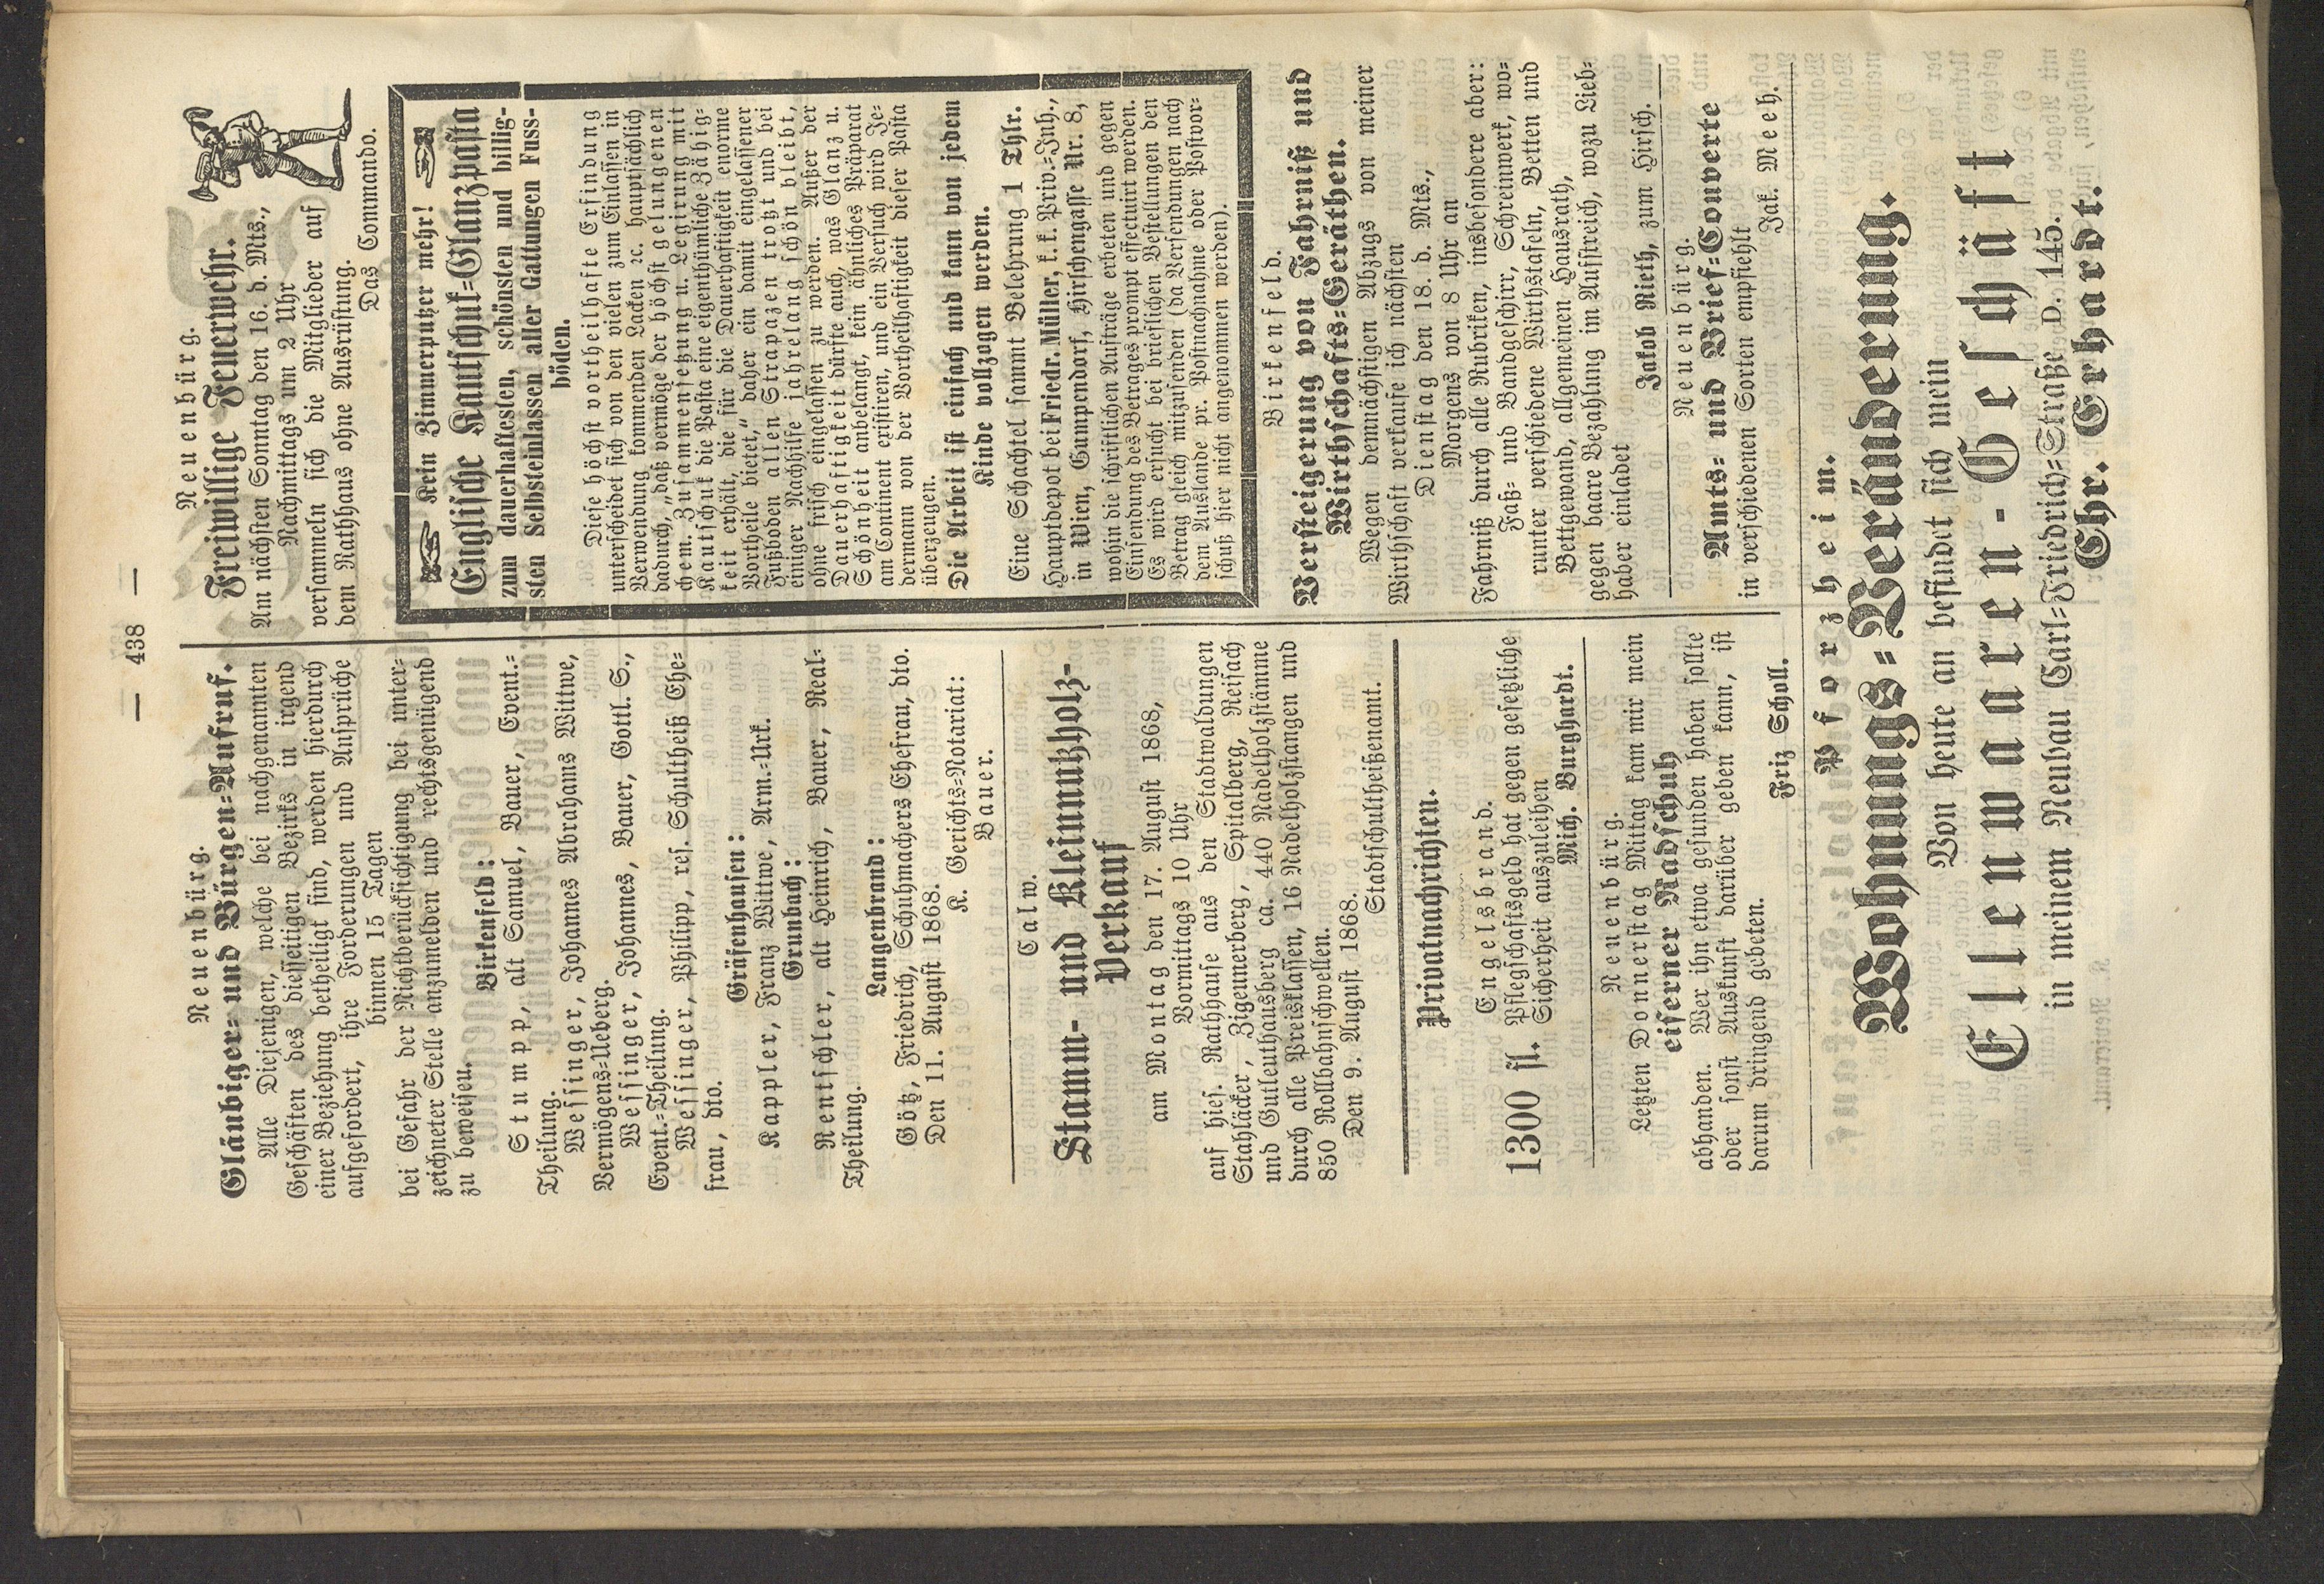 — 438 —
Neuenbürg.
Gläubiger- und Bürgen-Aufruf.
Alle Diejenigen, welche bei nachgenannten
Geschäften des diesseitigen Bezirks in irgend
einer Beziehung betheiligt sind, werden hierdurch
aufgefordert, ihre Forderungen und Ansprüche
binnen 15 Tagen
bei Gefahr der Nichtberücksichtigung bei unter-
zeichneter Stelle anzumelden und rechtsgenügend
zu beweisen.
Birkenfeld:
Stumpp, alt Samuel, Bauer, Event.-
Theilung.
Wessinger, Johannes Abrahams Wittwe,
Vermögens-Ueberg.
Wessinger, Johannes, Bauer, Gottl. S.,
Event.-Theilung.
Wessinger, Philipp, res. Schultheiß Ehe-
frau, dto.
Gräfenhausen:
Kappler, Franz Wittwe, Arm.-Urk.
Grunbach:
Rentschler, alt Heinrich, Bauer, Real-
Theilung.
Langenbrand:
Götz, Friedrich, Schuhmachers Ehefrau, dto.
Den 11. August 1868.
K. Gerichts-Notariat:
Bauer.
Calw.
Stamm- und Kleinnutzholz-
Verkauf
am Montag den 17. August 1868,
Vormittags 10 Uhr
auf hies. Rathhause aus den Stadtwaldungen
Stahläcker, Zigeunerberg, Spitalberg, Reisach
und Gutleuthausberg ca. 440 Nadelholzstämme
durch alle Preisklassen, 16 Nadelholzstangen und
850 Rollbahnschwellen.
Den 9. August 1868.
Stadtschultheißenamt.
Privatnachrichten.
Engelsbrand.
1300 fl. Pflegschaftsgeld hat gegen gesetzliche
Sicherheit auszuleihen
Mich. Burghardt.
Neuenbürg.
Letzten Donnerstag Mittag kam mir mein
eiserner Radschuh
abhanden. Wer ihn etwa gefunden haben sollte
oder sonst Auskunft darüber geben kann, ist
darum dringend gebeten.
Friz Scholl.
Neuenbürg.
Freiwillige Feuerwehr.
Am nächsten Sonntag den 16. d. Mts.,
Nachmittags um 2 Uhr
versammeln sich die Mitglieder auf
dem Rathhaus ohne Ausrüstung.
Das Commando.
Kein Zimmerputzer mehr!
Englische Kautschuk-Glanzpasta
zum dauerhaftesten, schönsten und billig-
sten Selbsteinlassen aller Gattungen Fuss-
böden.
Diese höchst vortheilhafte Erfindung
unterscheidet sich von den vielen zum Einlassen in
Verwendung kommenden Lacken ꝛc. hauptsächlich
dadurch, „daß vermöge der höchst gelungenen
chem. Zusammensetzung u. Legirung mit
Kautschuk die Pasta eine eigenthümliche Zähig-
keit erhält, die für die Dauerhaftigkeit enorme
Vortheile bietet,“ daher ein damit eingelassener
Fußboden allen Strapazen trotzt und bei
einiger Nachhilfe jahrelang schön bleibt,
ohne frisch eingelassen zu werden. Außer der
Dauerhaftigkeit dürfte auch, was Glanz u.
Schönheit anbelangt, kein ähnliches Präparat
am Continent existiren, und ein Versuch wird Je-
dermann von der Vortheilhaftigkeit dieser Pasta
überzeugen.
Die Arbeit ist einfach und kann von jedem
Kinde vollzogen werden.
Eine Schachtel sammt Belehrung 1 Thlr.
Hauptdepot bei Friedr. Müller, k.k. Priv.-Inh.,
in Wien, Gumpendorf, Hirschengasse Nr. 8,
wohin die schriftlichen Aufträge erbeten und gegen
Einsendung des Betrages prompt effectuirt werden.
Es wird ersucht bei brieflichen Bestellungen den
Betrag gleich mitzusenden (da Versendungen nach
dem Auslande pr. Postnachnahme oder Postvor-
schuß hier nicht angenommen werden).
Birkenfeld.
Versteigerung von Fahrniß und
Wirthschafts-Geräthen.
Wegen demnächstigen Abzugs von meiner
Wirthschaft verkaufe ich nächsten
Dienstag den 18. d. Mts.,
Morgens von 8 Uhr an
Fahrniß durch alle Rubriken, insbesondere aber:
Faß- und Bandgeschirr, Schreinwerk, wo-
runter verschiedene Wirthstafeln, Betten und
Bettgewand, allgemeinen Hausrath,
gegen baare Bezahlung im Aufstreich, wozu Lieb-
haber einladet
Jakob Rieth, zum Hirsch.
Neuenbürg.
Amts- und Brief-Couverte
in verschiedenen Sorten empfiehlt
Jak. Meeh.
Pforzheim.
Wohnungs-Veränderung.
Von heute an befindet sich mein
Ellenwaaren-Geschäft
in meinem Neubau Carl-Friedrich-Straße D. 145.
Chr. Erhardt.